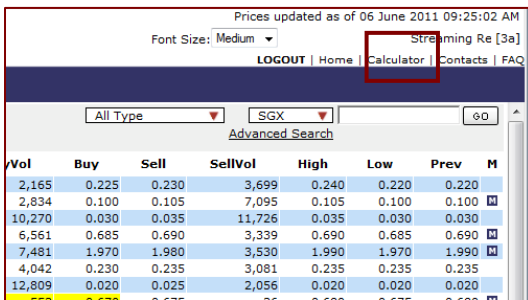 Prices updated as of 06 June 2011 09:25:02 AM
Font Size: Medium Streaming Re [3a]
LOGOUT | Home | Calculator | Contacts | FAQ
All Type SGX GO
Advanced Search
yVol Buy Sell SellVol High Low Prev M
2,165 0.225 0.230 3,699 0.240 0.220 0.220
2,834 0.100 0.105 7,095 0.105 0.100 0.100 M
10,270 0.030 0.035 11,726 0.035 0.030 0.030
6,561 0.685 0.690 3,339 0.690 0.685 0.690 M
7,481 1.970 1.980 3,530 1.990 1.970 1.990 M
4,042 0.230 0.235 3,081 0.235 0.235 0.235
12,809 0.020 0.025 2,056 0.020 0.020 0.020